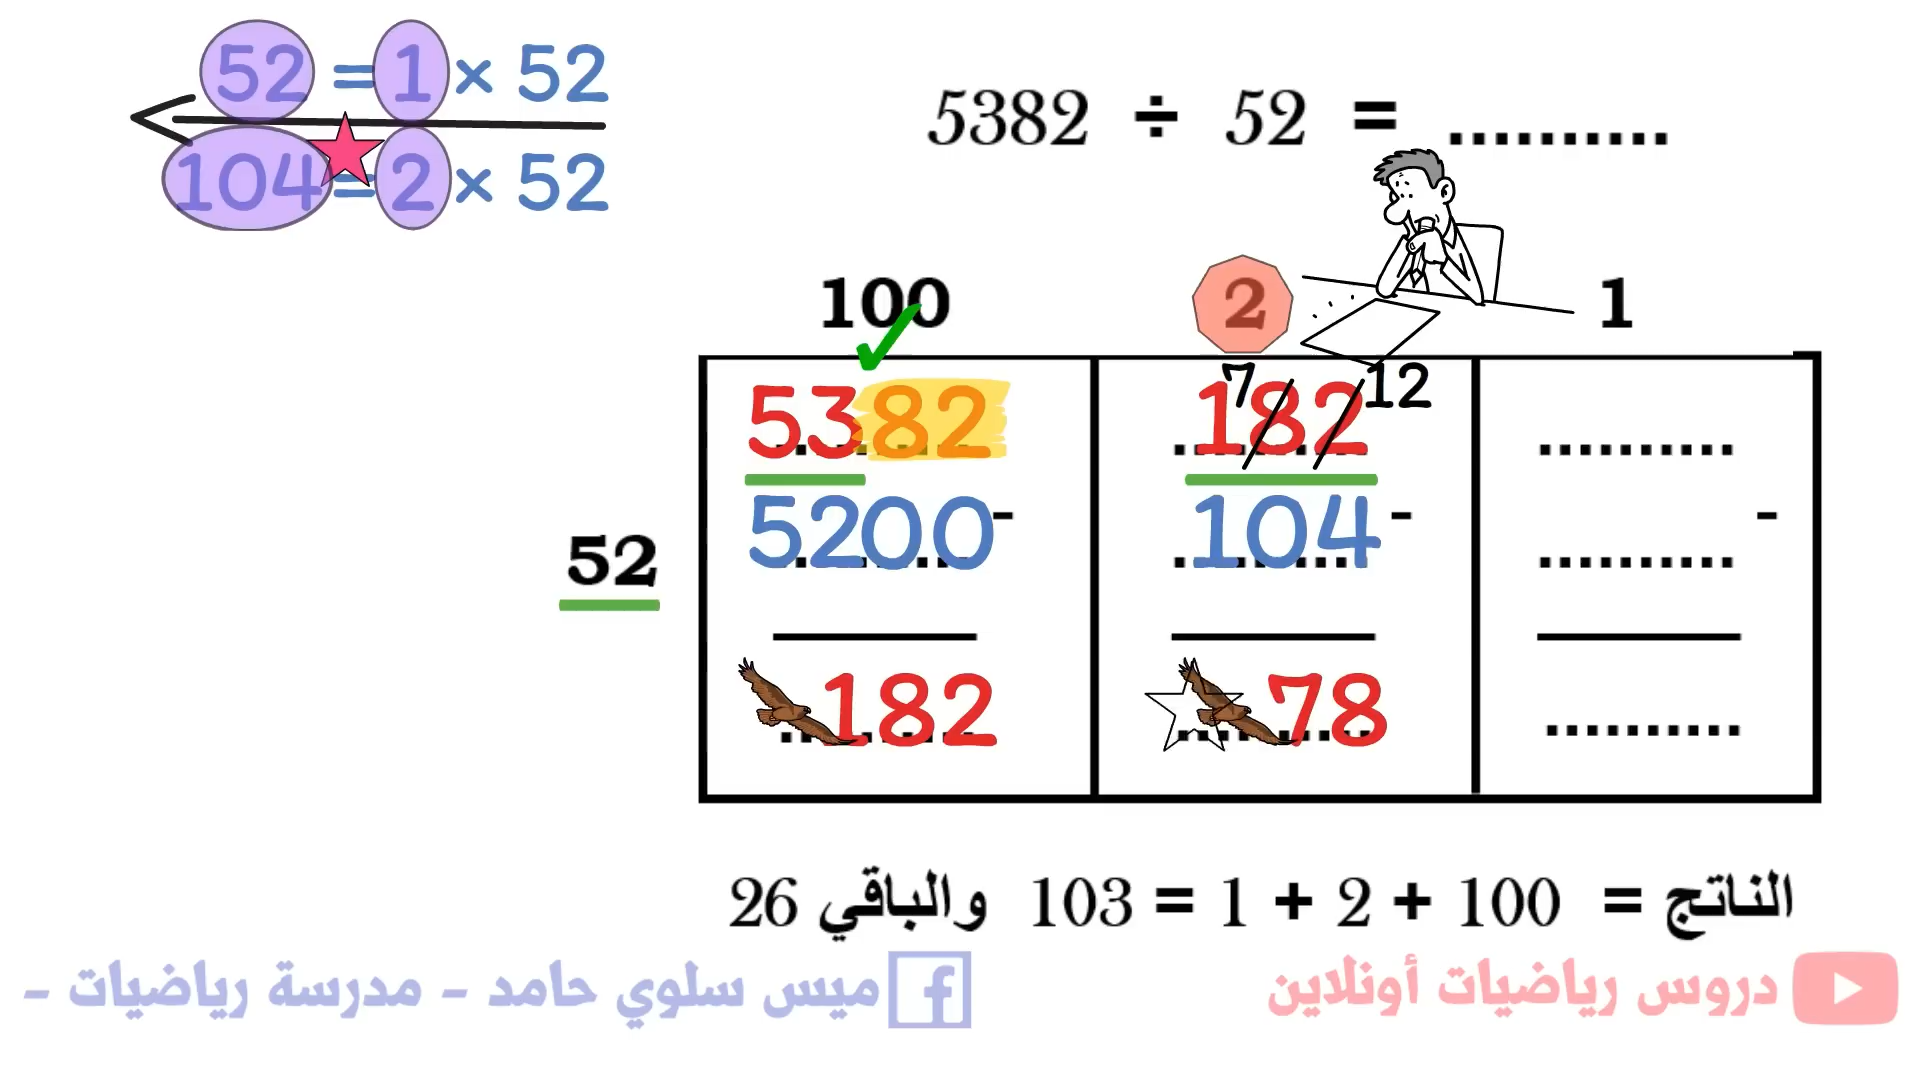 52 = 1 × 52
104 = 2 × 52
5382 ÷ 52 = ..........
100 2 1
7 12
5382 182 ..........
5200 - 104 - .......... -
52
182 78 ..........
الناتج = 100 + 2 + 1 = 103 والباقي 26
دروس رياضيات أونلاين
ميس سلوي حامد - مدرسة رياضيات -